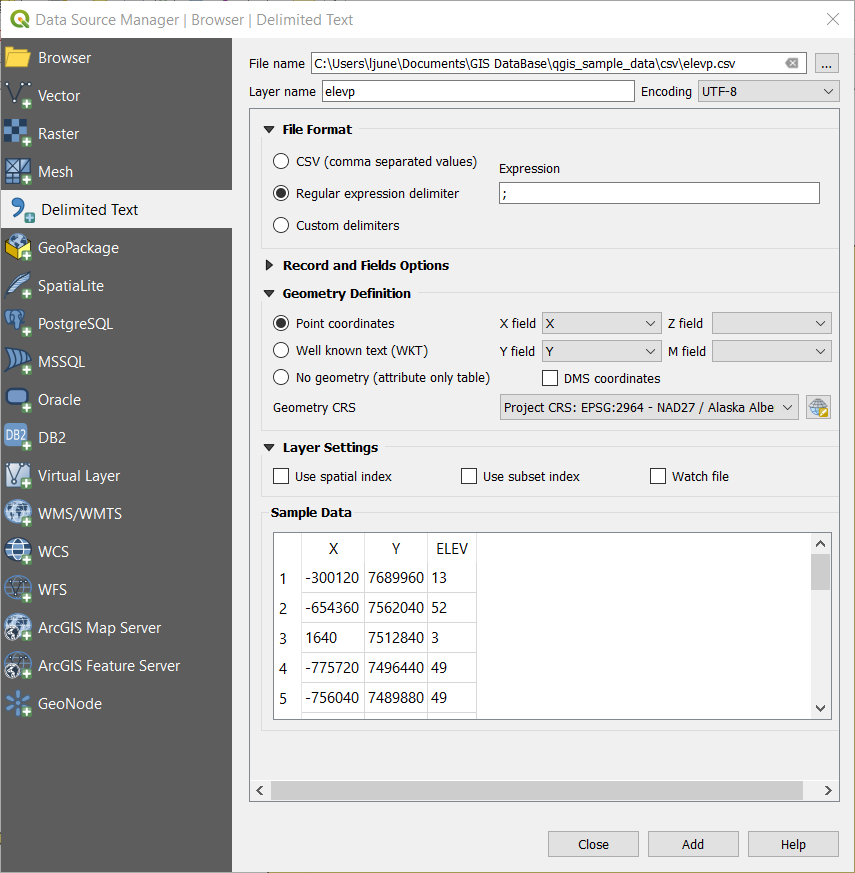 Data Source Manager | Browser | Delimited Text
Browser
Vector
Raster
Mesh
Delimited Text
GeoPackage
SpatiaLite
PostgreSQL
MSSQL
Oracle
DB2 DB2
Virtual Layer
WMS/WMTS
WCS
WFS
ArcGIS Map Server
ArcGIS Feature Server
GeoNode
File name C:\Users\ljune\Documents\GIS DataBase\qgis_sample_data\csv\elevp.csv ...
Layer name elevp Encoding UTF-8
File Format
CSV (comma separated values)
Expression
Regular expression delimiter ;
Custom delimiters
Record and Fields Options
Geometry Definition
Point coordinates X field X Z field
Well known text (WKT) Y field Y M field
No geometry (attribute only table) DMS coordinates
Geometry CRS Project CRS: EPSG:2964 - NAD27 / Alaska Albe
Layer Settings
Use spatial index Use subset index Watch file
Sample Data
X Y ELEV
1 -300120 7689960 13
2 -654360 7562040 52
3 1640 7512840 3
4 -775720 7496440 49
5 -756040 7489880 49
Close Add Help